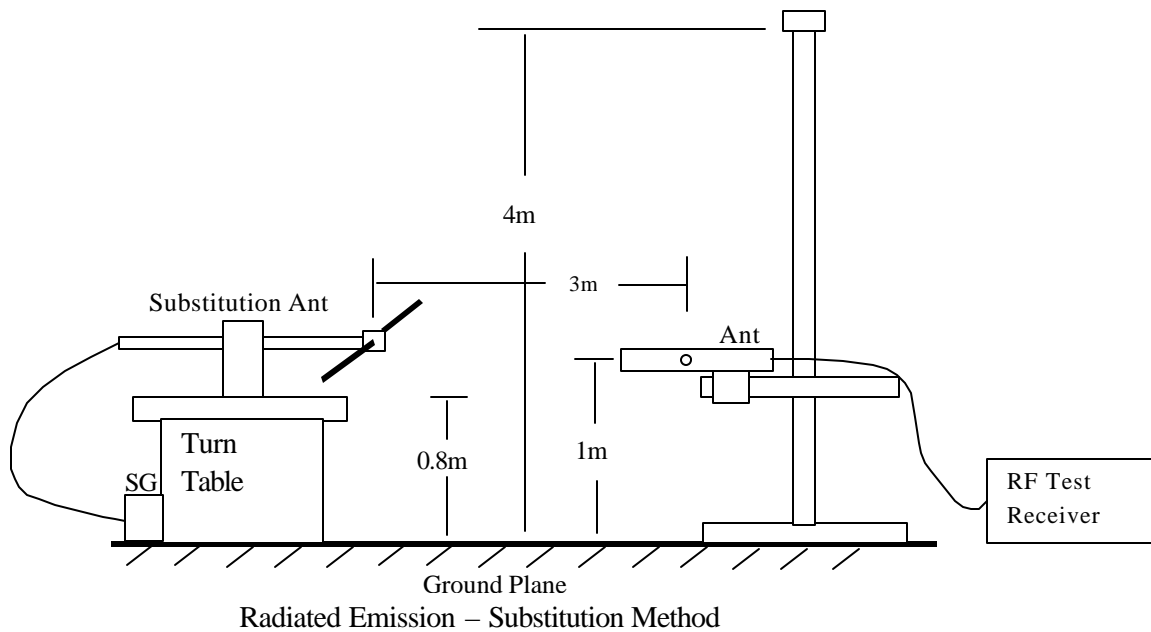 4m
3m
Substitution Ant
Ant
Turn
Table
0.8m
1m
SG
RF Test
Receiver
Ground Plane
Radiated Emission – Substitution Method